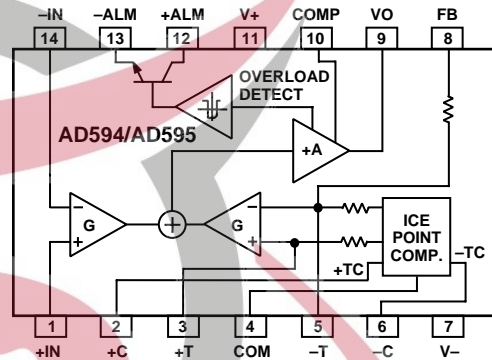 –IN –ALM +ALM V+ COMP VO FB
14 13 12 11 10 9 8
OVERLOAD
DETECT
AD594/AD595
+A
– G +
G – +
+
ICE
POINT
COMP.
–TC
+TC
1 2 3 4 5 6 7
+IN +C +T COM –T –C V–